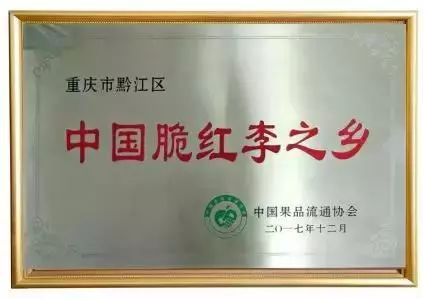 重庆市黔江区
中国脆红李之乡
中国果品流通协会
二〇一七年十二月